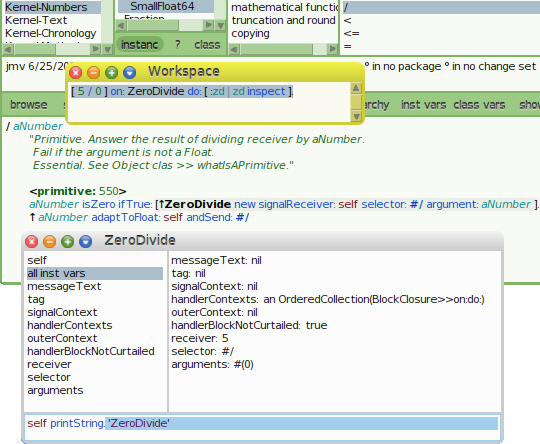 Kernel-Numbers
Kernel-Text
Kernel-Chronology
SmallFloat64
Fraction
instanc ? class
mathematical function
truncation and round
copying
/
<
<=
=
jmv 6/25/20
º in no package º in no change set
Workspace
[ 5 / 0 ] on: ZeroDivide do: [ :zd | zd inspect ].
browse
archy inst vars class vars
/ aNumber
"Primitive. Answer the result of dividing receiver by aNumber.
Fail if the argument is not a Float.
Essential. See Object clas >> whatIsAPrimitive."
<primitive: 550>
aNumber isZero ifTrue: [↑ZeroDivide new signalReceiver: self selector: #/ argument: aNumber ].
↑ aNumber adaptToFloat: self andSend: #/
ZeroDivide
self
all inst vars
messageText
tag
signalContext
handlerContexts
outerContext
handlerBlockNotCurtailed
receiver
selector
arguments
messageText: nil
tag: nil
signalContext: nil
handlerContexts: an OrderedCollection(BlockClosure>>on:do:)
outerContext: nil
handlerBlockNotCurtailed: true
receiver: 5
selector: #/
arguments: #(0)
self printString. 'ZeroDivide'